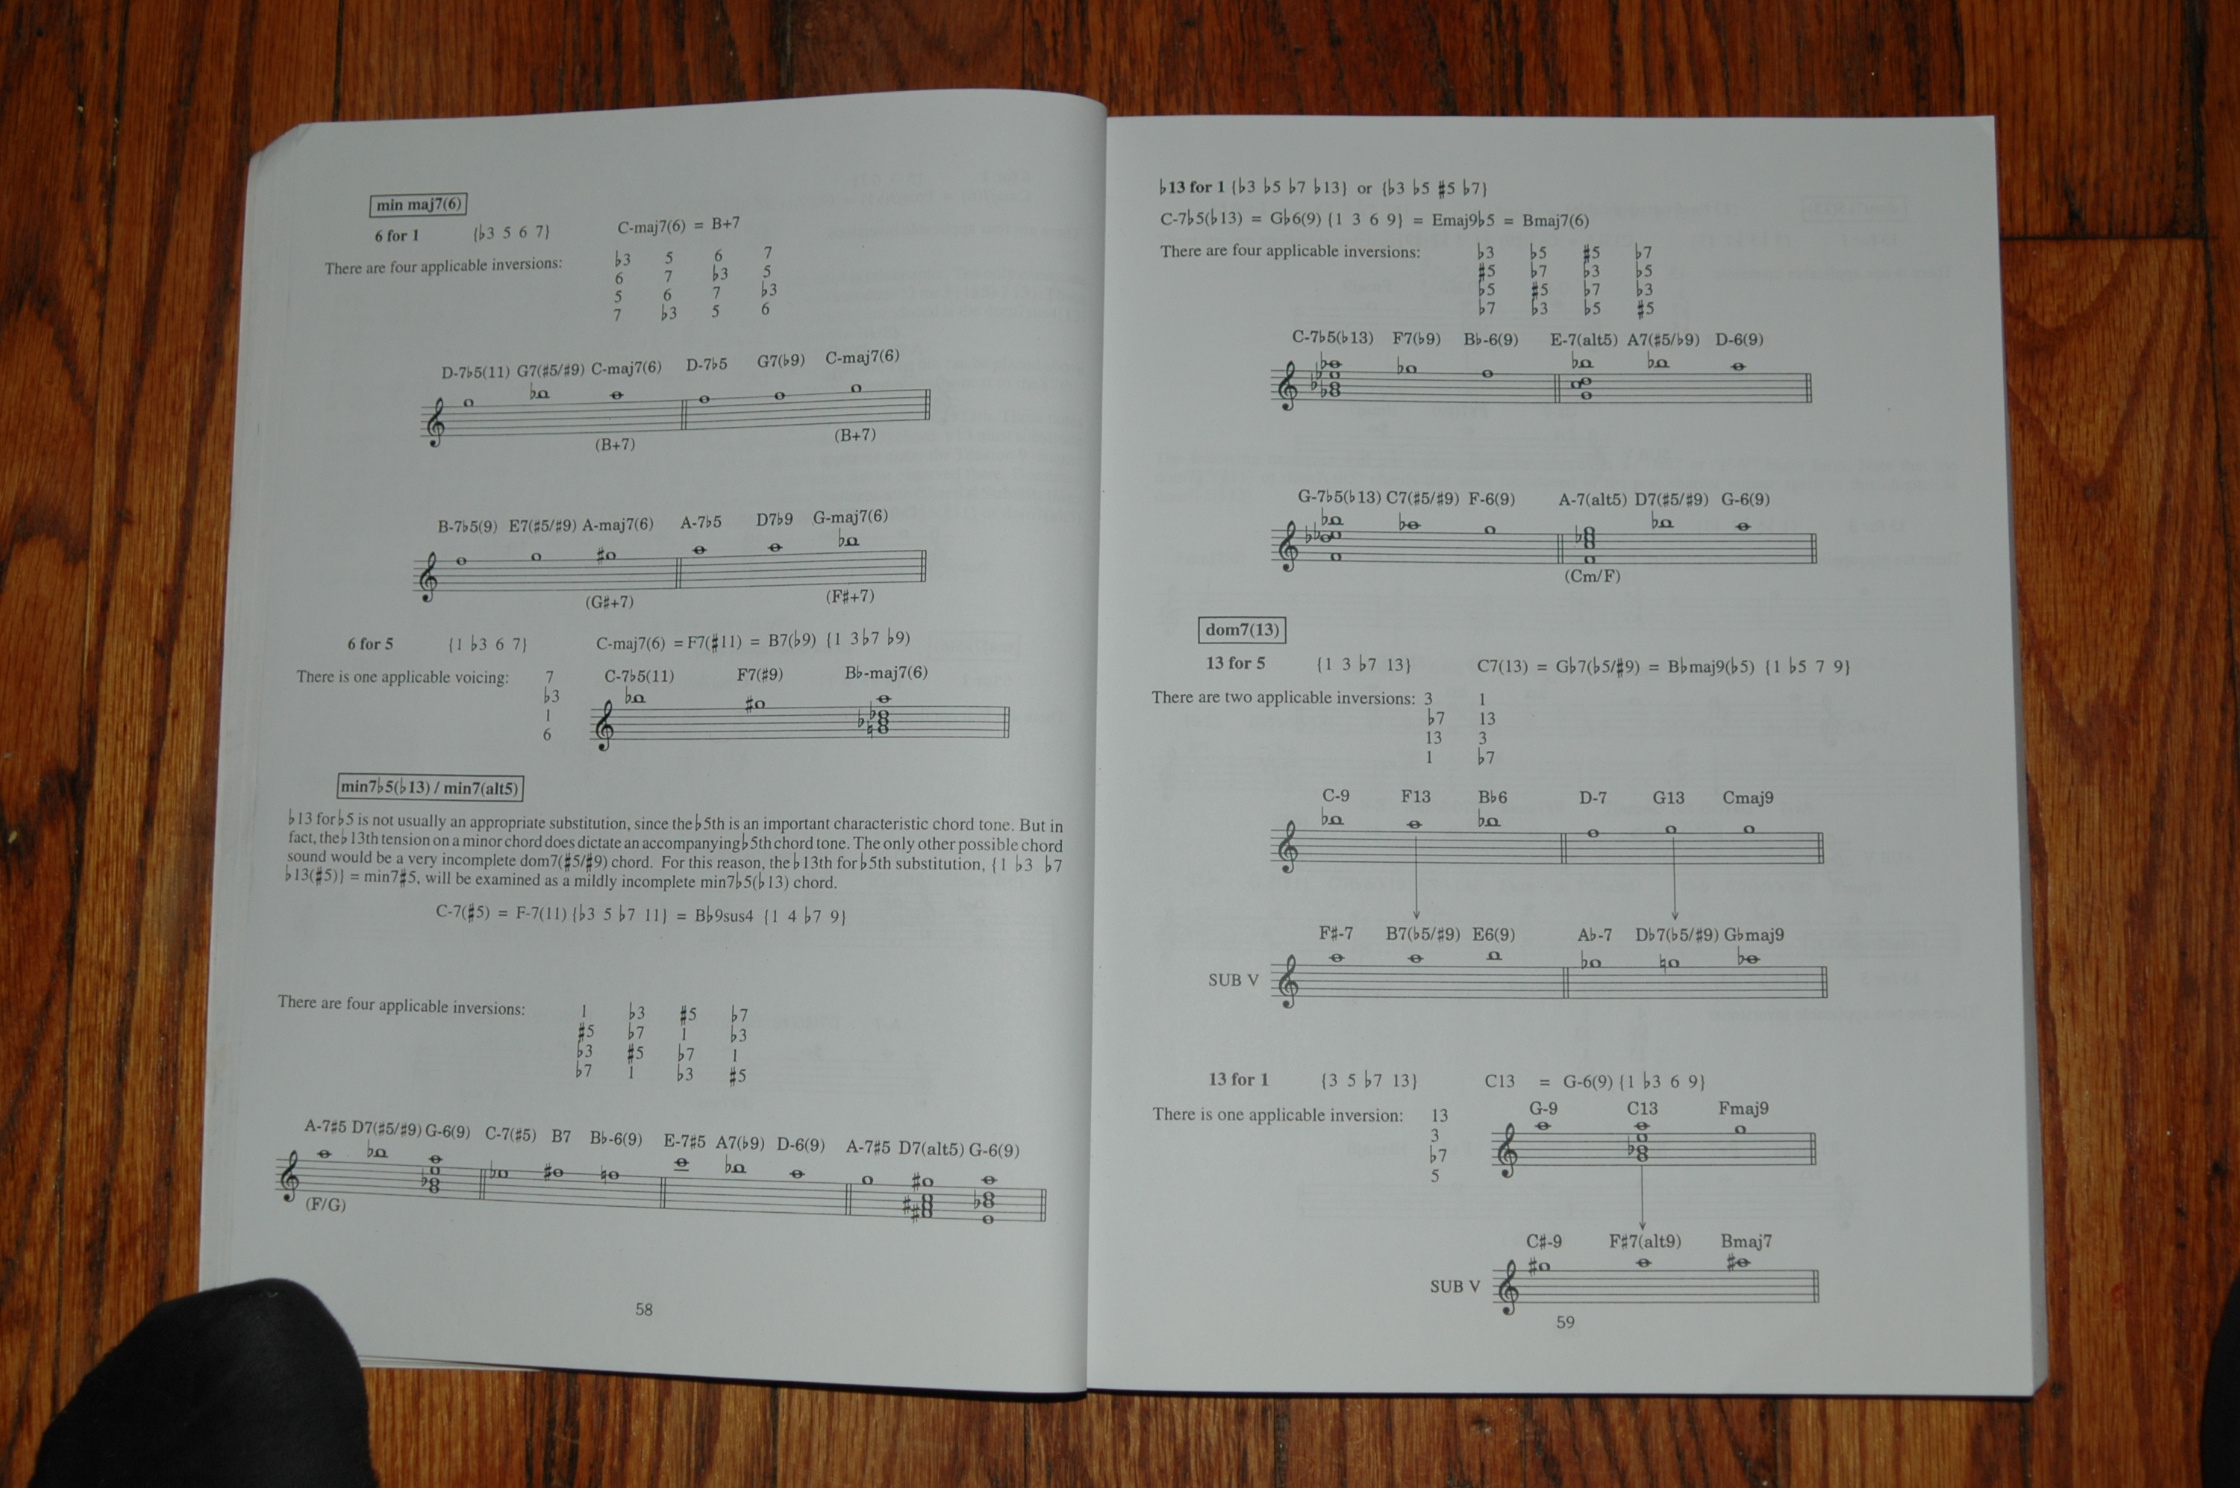 min maj7(6)
6 for 1 {♭3 5 6 7} C-maj7(6) = B+7
There are four applicable inversions: ♭3 5 6 7
6 7 ♭3 5
5 6 7 ♭3
7 ♭3 5 6
D-7♭5(11) G7(♯5/♯9) C-maj7(6) D-7♭5 G7(♭9) C-maj7(6)
(B+7) (B+7)
B-7♭5(9) E7(♯5/♯9) A-maj7(6) A-7♭5 D7♭9 G-maj7(6)
(G♯+7) (F♯+7)
6 for 5 {1 ♭3 6 7} C-maj7(6) = F7(♯11) = B7(♭9) {1 3 ♭7 ♭9}
There is one applicable voicing: 7 C-7♭5(11) F7(♯9) B♭-maj7(6)
♭3
1
6
min7♭5(♭13) / min7(alt5)
♭13 for ♭5 is not usually an appropriate substitution, since the ♭5th is an important characteristic chord tone. But in
fact, the ♭13th tension on a minor chord does dictate an accompanying ♭5th chord tone. The only other possible chord
sound would be a very incomplete dom7(♯5/♯9) chord. For this reason, the ♭13th for ♭5th substitution, {1 ♭3 ♭7
♭13(♯5)} = min7♯5, will be examined as a mildly incomplete min7♭5(♭13) chord.
C-7(♯5) = F-7(11) {♭3 5 ♭7 11} = B♭9sus4 {1 4 ♭7 9}
There are four applicable inversions: 1 ♭3 ♯5 ♭7
♯5 ♭7 1 ♭3
♭3 ♯5 ♭7 1
♭7 1 ♭3 ♯5
A-7♯5 D7(♯5/♯9) G-6(9) C-7(♯5) B7 B♭-6(9) E-7♯5 A7(♭9) D-6(9) A-7♯5 D7(alt5) G-6(9)
(F/G)
58
♭13 for 1 {♭3 ♭5 ♭7 ♭13} or {♭3 ♭5 ♯5 ♭7}
C-7♭5(♭13) = G♭6(9) {1 3 6 9} = Emaj9♭5 = Bmaj7(6)
There are four applicable inversions: ♭3 ♭5 ♯5 ♭7
♯5 ♭7 ♭3 ♭5
♭5 ♯5 ♭7 ♭3
♭7 ♭3 ♭5 ♯5
C-7♭5(♭13) F7(♭9) B♭-6(9) E-7(alt5) A7(♯5/♭9) D-6(9)
G-7♭5(♭13) C7(♯5/♯9) F-6(9) A-7(alt5) D7(♯5/♯9) G-6(9)
(Cm/F)
dom7(13)
13 for 5 {1 3 ♭7 13} C7(13) = G♭7(♭5/♯9) = B♭maj9(♭5) {1 ♭5 7 9}
There are two applicable inversions: 3 1
♭7 13
13 3
1 ♭7
C-9 F13 B♭6 D-7 G13 Cmaj9
F♯-7 B7(♭5/♯9) E6(9) A♭-7 D♭7(♭5/♯9) G♭maj9
SUB V
13 for 1 {3 5 ♭7 13} C13 = G-6(9) {1 ♭3 6 9}
There is one applicable inversion: 13 G-9 C13 Fmaj9
3
♭7
5
C♯-9 F♯7(alt9) Bmaj7
SUB V
59